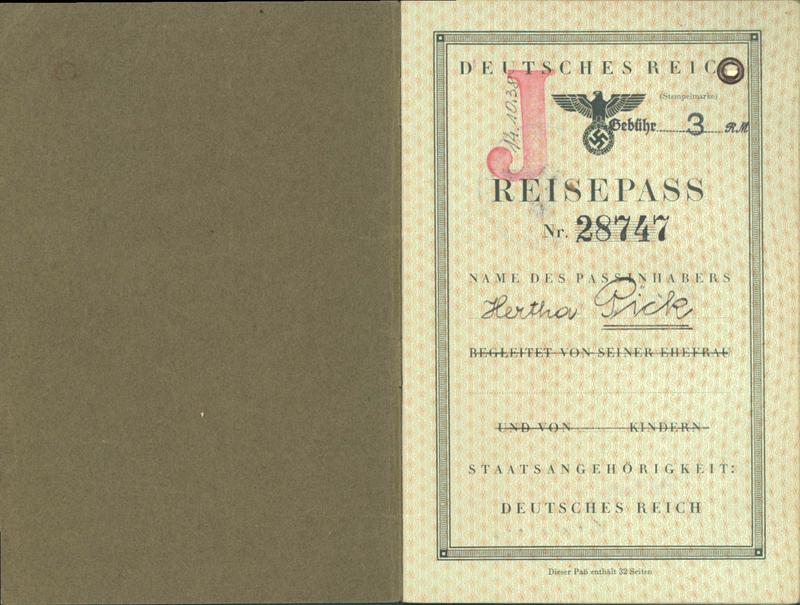 DEUTSCHES REIC
J
14.10.38
(Stempelmarke)
Gebühr 3 RM
REISEPASS
Nr. 28747
NAME DES PASSINHABERS
Hertha Pick
BEGLEITET VON SEINER EHEFRAU
UND VON KINDERN
STAATSANGEHÖRIGKEIT:
DEUTSCHES REICH
Dieser Paß enthält 32 Seiten